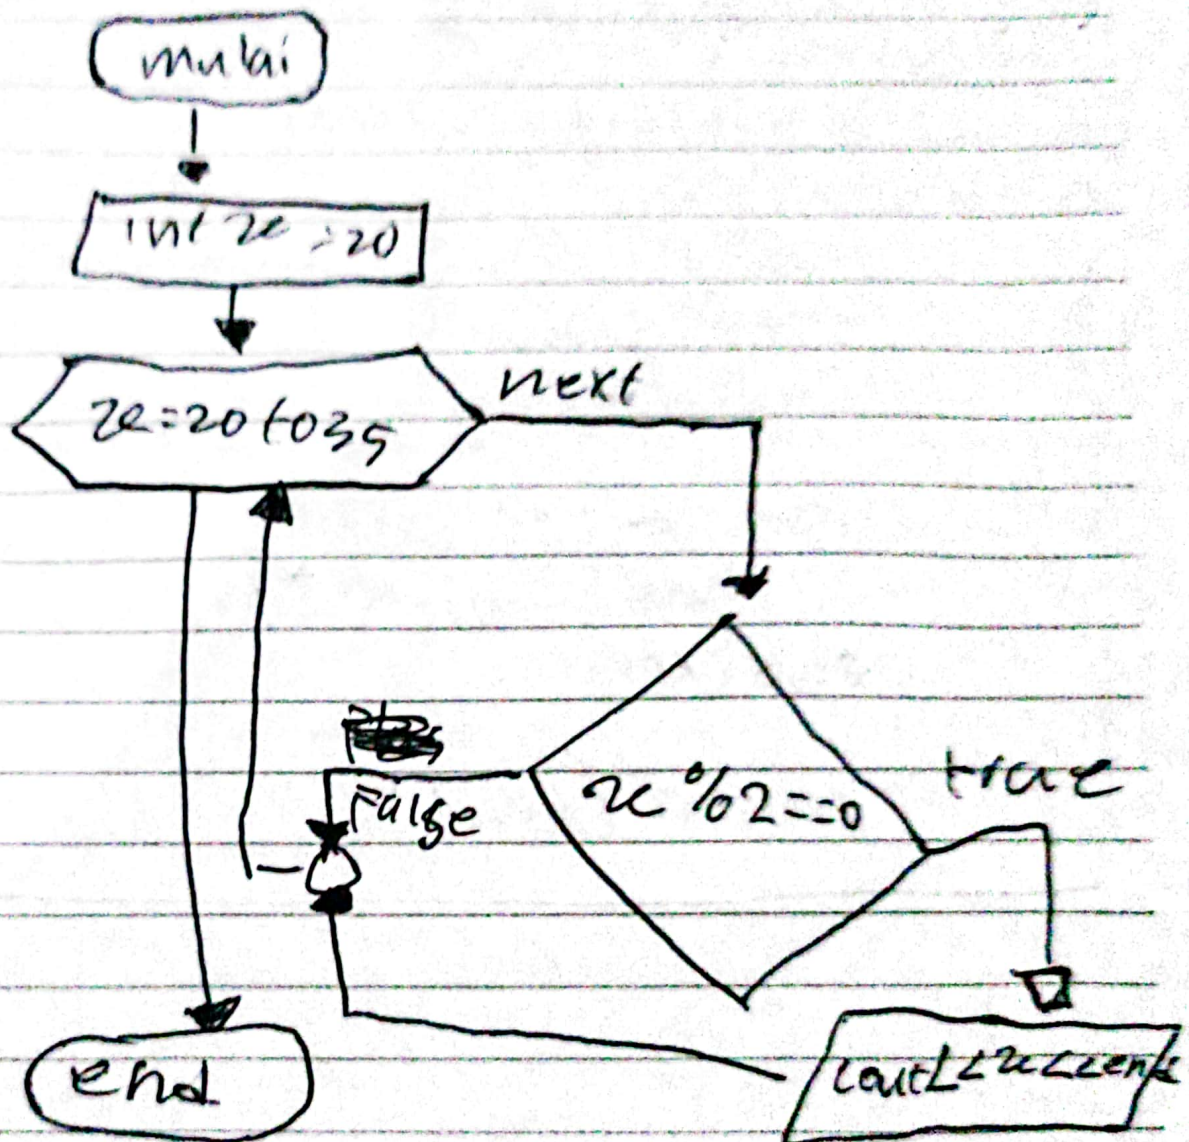 mulai
int x = 20
x = 20 to 35
next
False
x % 2 == 0
true
cout << x << endl
end